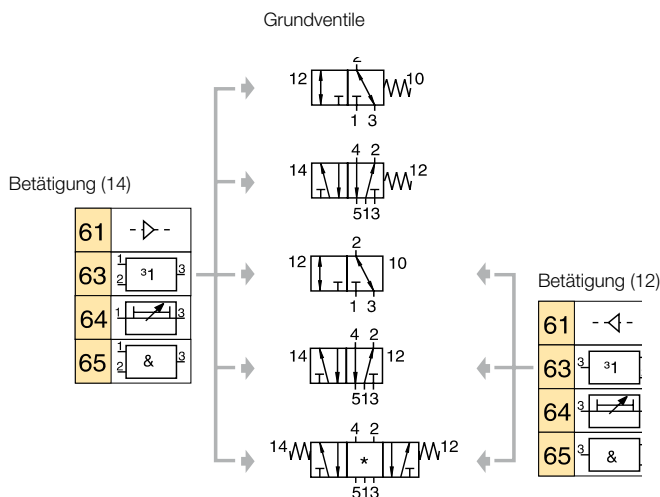 Grundventile
2
12 10
1 3
4 2
14 12
513
Betätigung (14)
61
63 1 2 ³1 3
64 1 3
65 1 2 & 3
2
12 10
1 3
4 2
14 12
513
4 2
14 * 12
513
Betätigung (12)
61
63 3 ³1
64 3
65 3 &